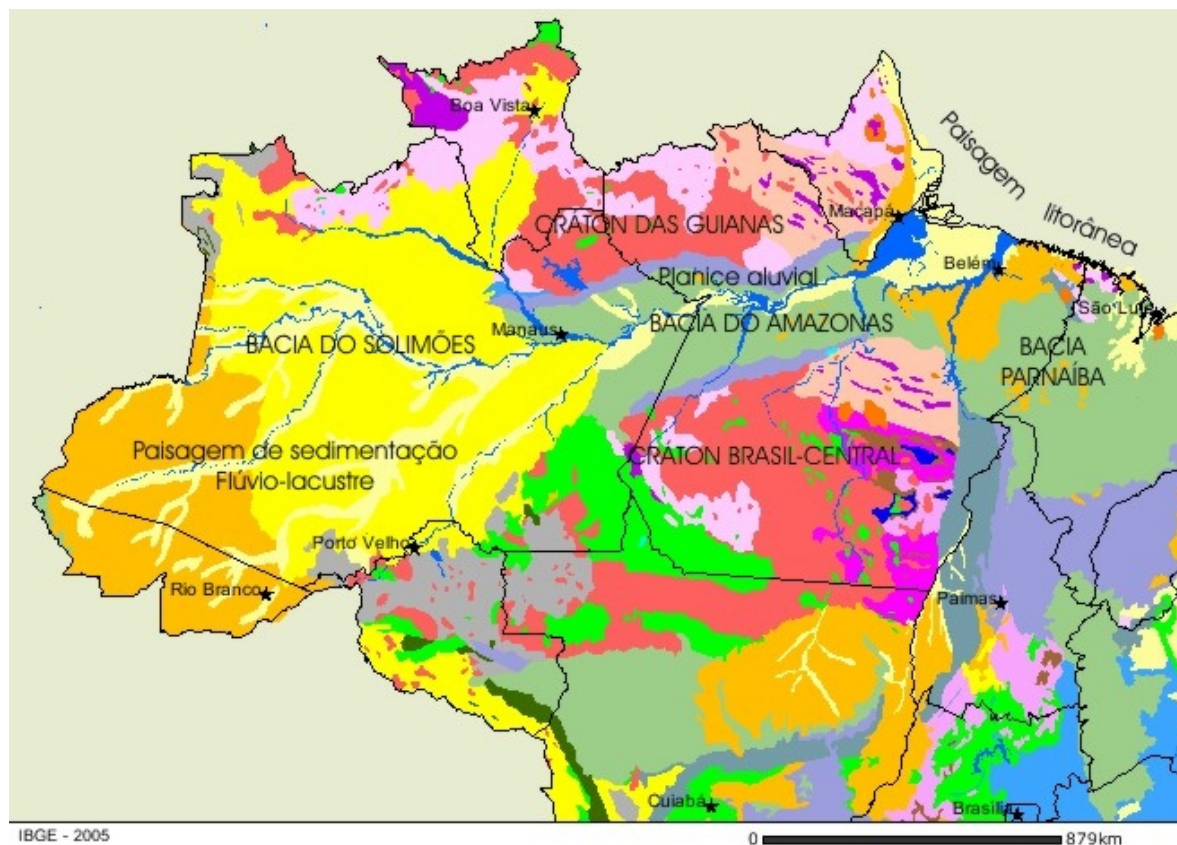 Boa Vista
Paisagem litorânea
CRATON DAS GUIANAS
Macapá
Planice aluvial
Belém
São Luís
Manaus
BACIA DO AMAZONAS
BACIA DO SOLIMÕES
BACIA
PARNAÍBA
Paisagem de sedimentação
Flúvio-lacustre
CRATON BRASIL-CENTRAL
Porto Velho
Rio Branco
Palmas
Cuiabá
Brasília
IBGE - 2005
0
879km